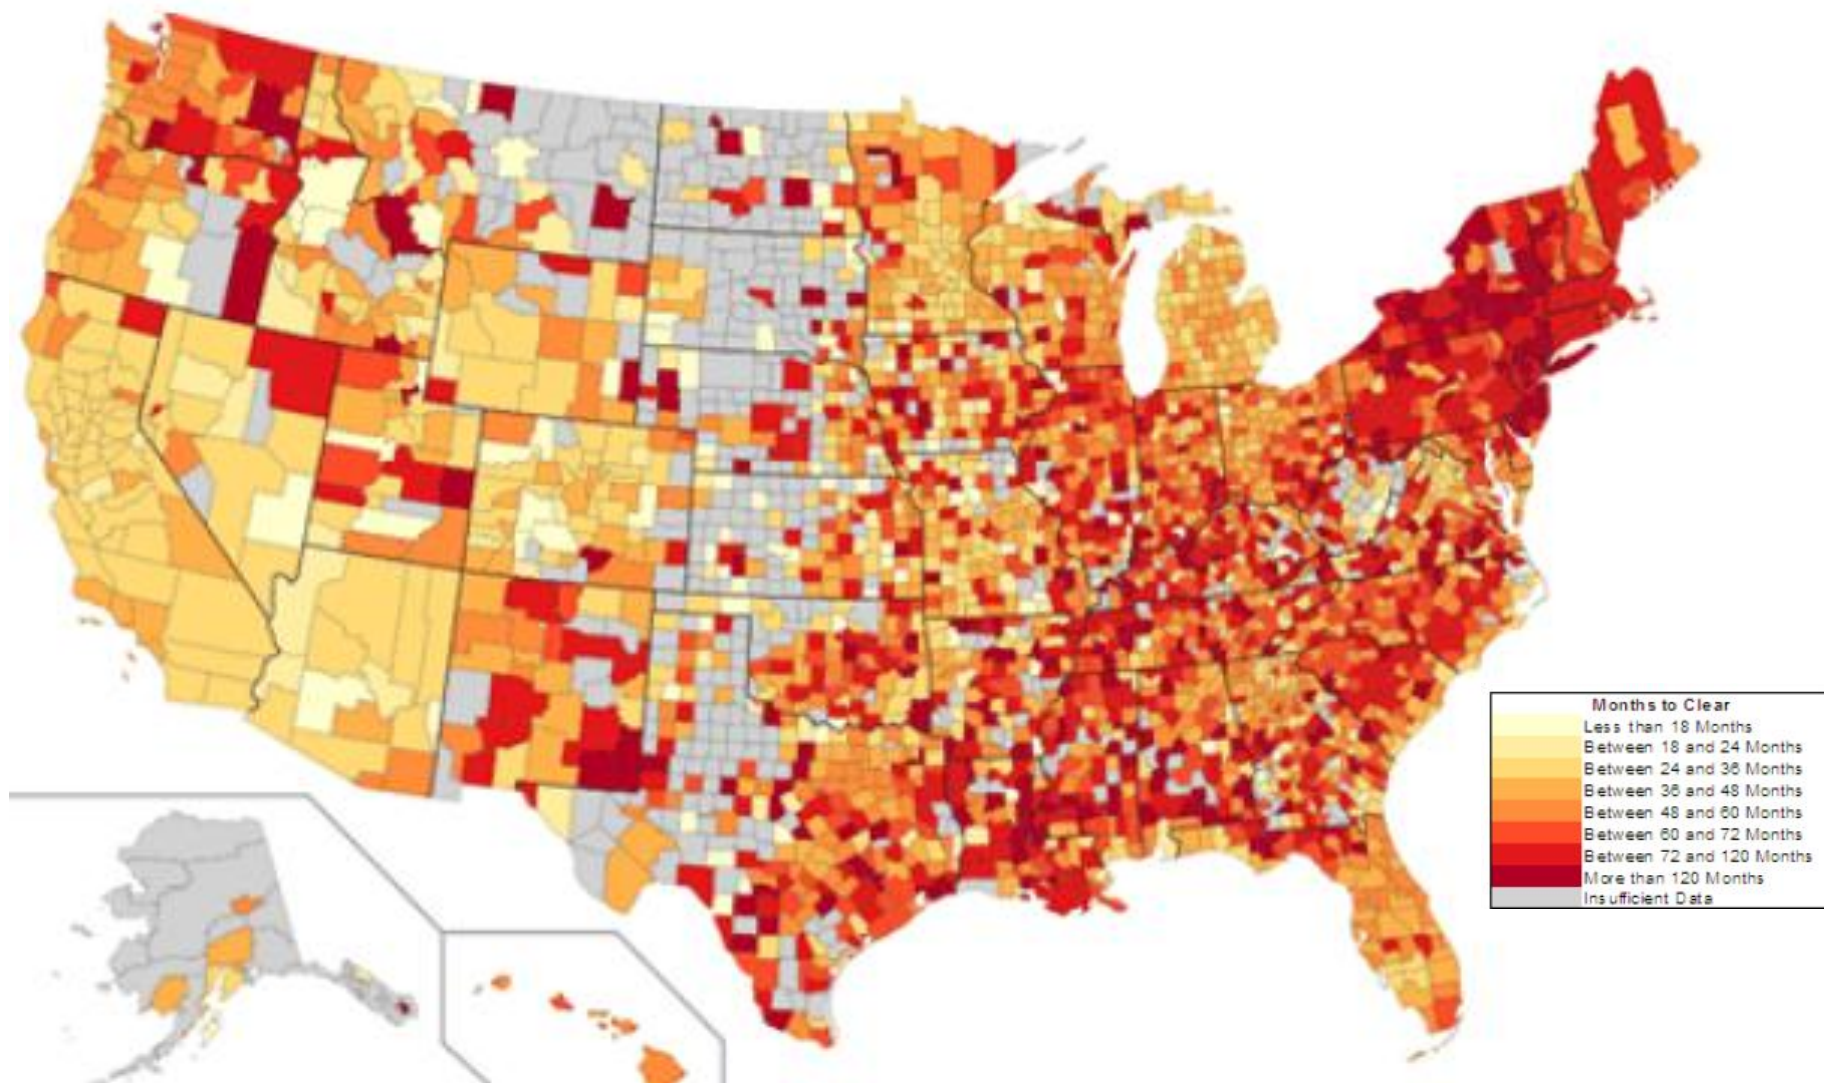 Months to Clear
Less than 18 Months
Between 18 and 24 Months
Between 24 and 36 Months
Between 36 and 48 Months
Between 48 and 60 Months
Between 60 and 72 Months
Between 72 and 120 Months
More than 120 Months
Insufficient Data